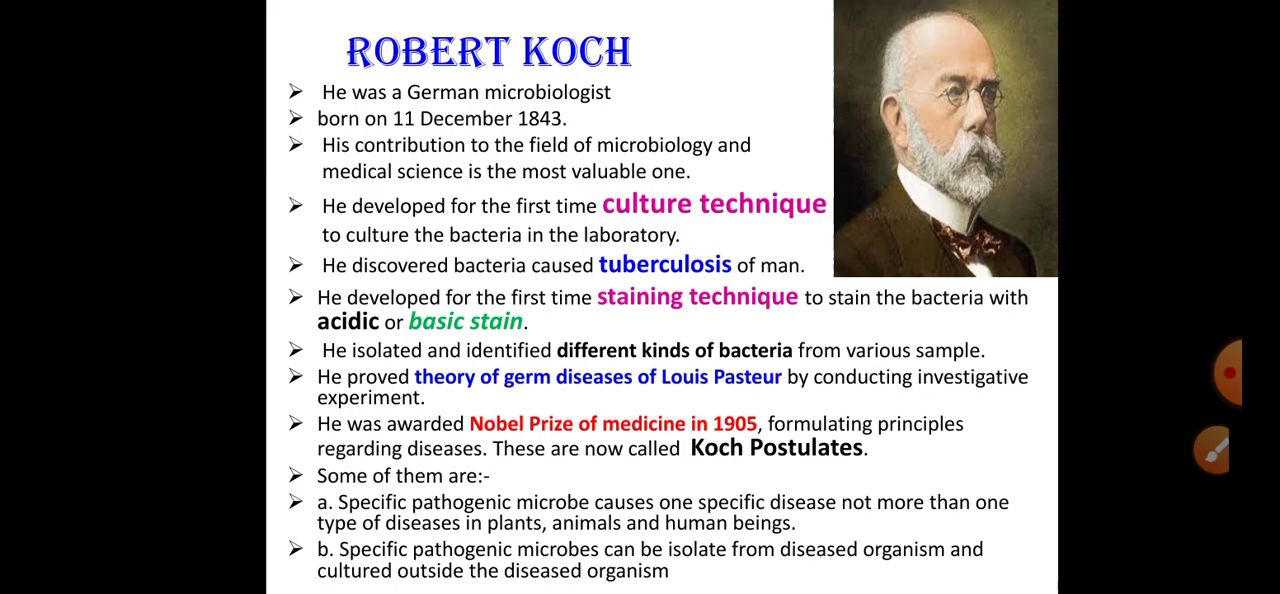 ROBERT KOCH
➢ He was a German microbiologist
➢ born on 11 December 1843.
➢ His contribution to the field of microbiology and
medical science is the most valuable one.
➢ He developed for the first time culture technique
to culture the bacteria in the laboratory.
➢ He discovered bacteria caused tuberculosis of man.
➢ He developed for the first time staining technique to stain the bacteria with
acidic or basic stain.
➢ He isolated and identified different kinds of bacteria from various sample.
➢ He proved theory of germ diseases of Louis Pasteur by conducting investigative
experiment.
➢ He was awarded Nobel Prize of medicine in 1905, formulating principles
regarding diseases. These are now called Koch Postulates.
➢ Some of them are:-
➢ a. Specific pathogenic microbe causes one specific disease not more than one
type of diseases in plants, animals and human beings.
➢ b. Specific pathogenic microbes can be isolate from diseased organism and
cultured outside the diseased organism